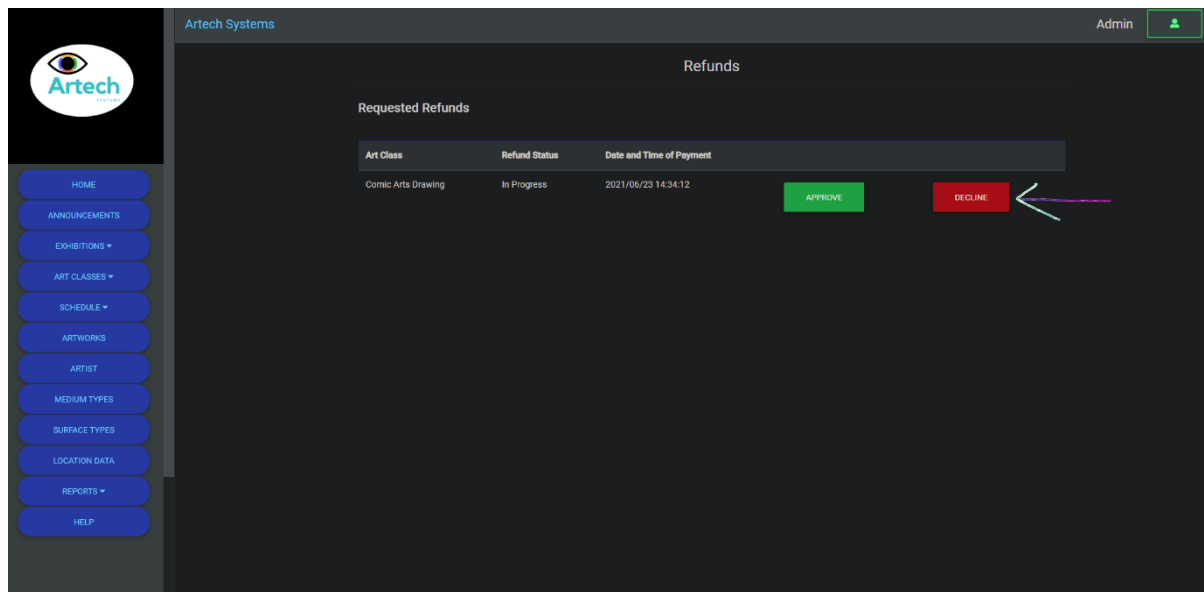 Artech Systems
Admin
Artech
SYSTEMS
HOME
ANNOUNCEMENTS
EXHIBITIONS
ART CLASSES
SCHEDULE
ARTWORKS
ARTIST
MEDIUM TYPES
SURFACE TYPES
LOCATION DATA
REPORTS
HELP
Refunds
Requested Refunds
Art Class Refund Status Date and Time of Payment
Comic Arts Drawing In Progress 2021/06/23 14:34:12 APPROVE DECLINE